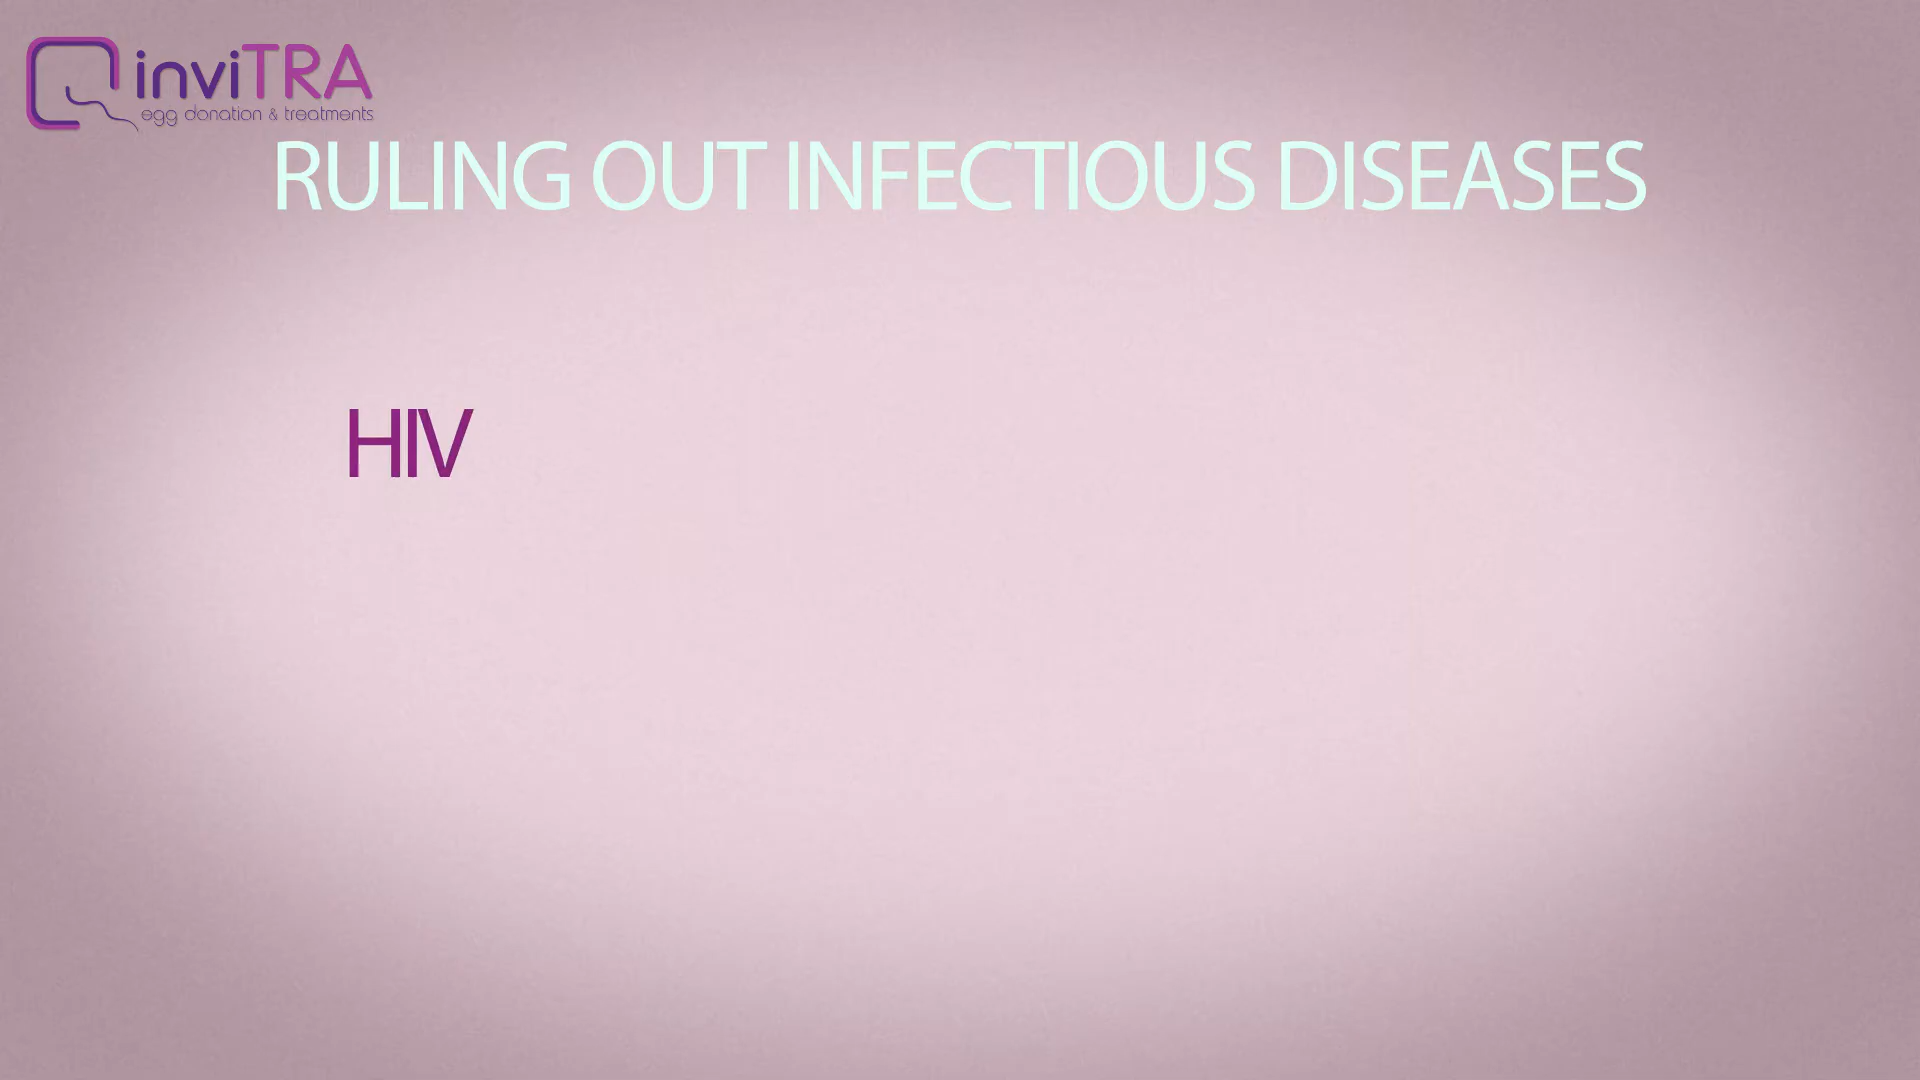 inviTRA
egg donation & treatments
RULING OUT INFECTIOUS DISEASES
HIV